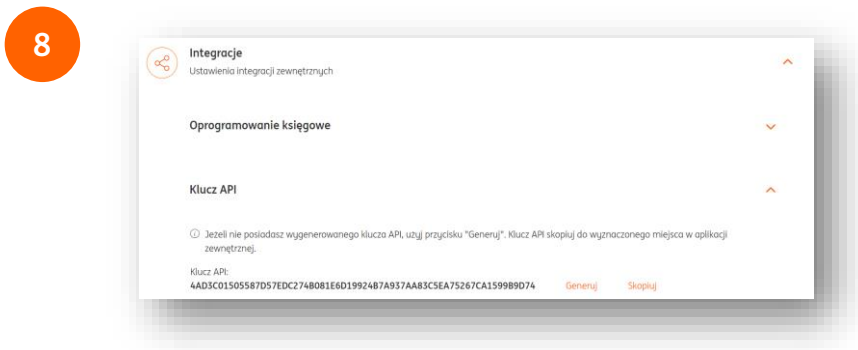 8
Integracje
Ustawienia integracji zewnętrznych
Oprogramowanie księgowe
Klucz API
Jeżeli nie posiadasz wygenerowanego klucza API, użyj przycisku "Generuj". Klucz API skopiuj do wyznaczonego miejsca w aplikacji
zewnętrznej.
Klucz API:
4AD3C01505587D57EDC274B081E6D19924B7A937AA83C5EA75267CA1599B9D74 Generuj Skopiuj